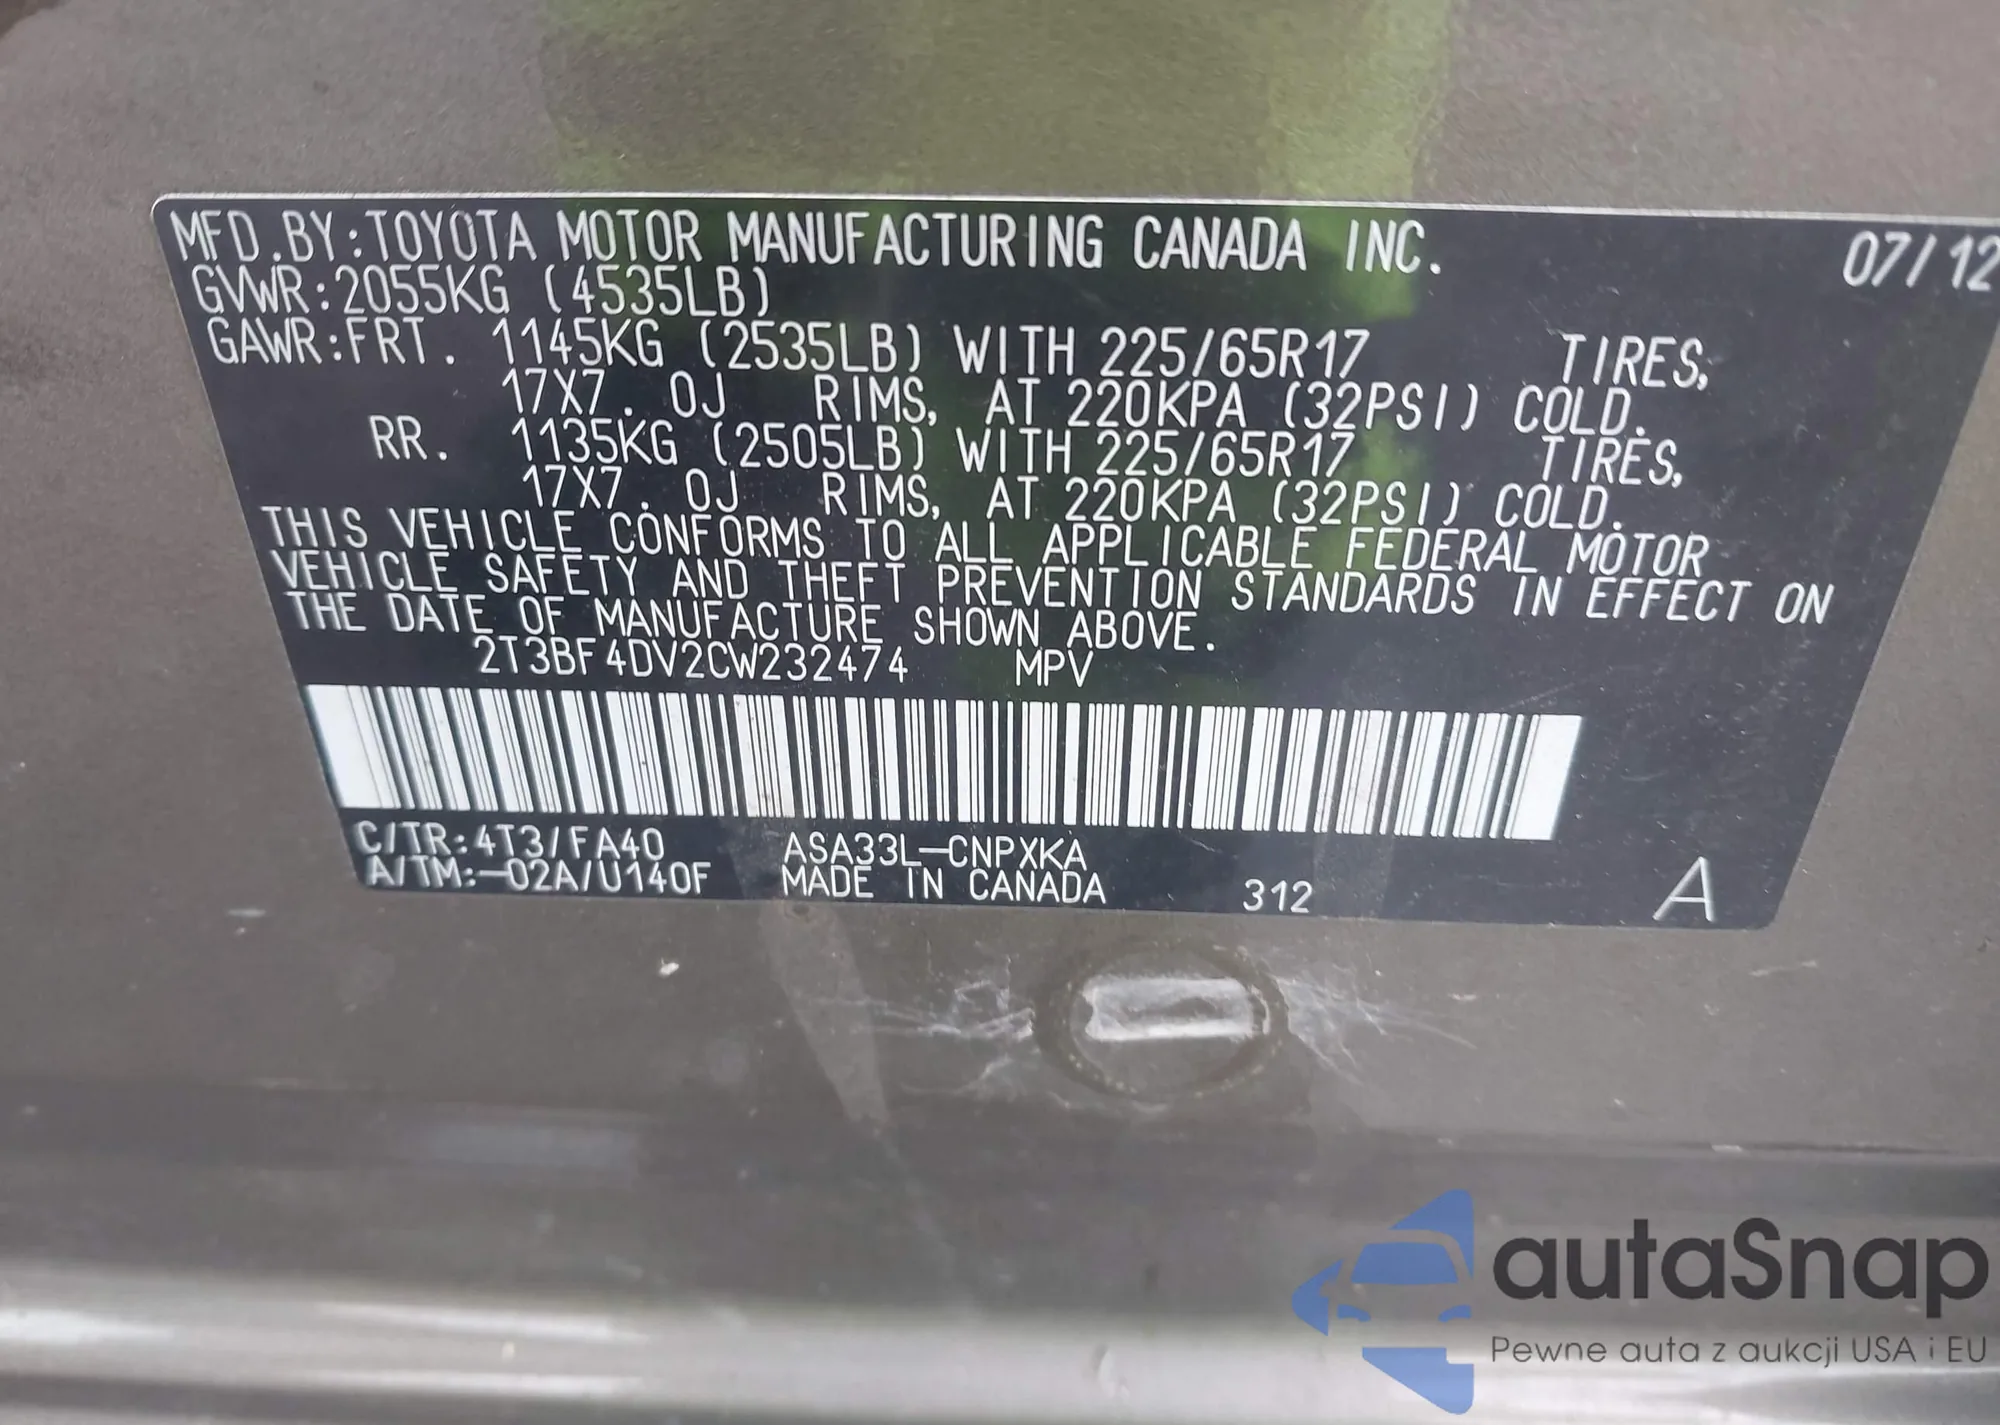 MFD.BY:TOYOTA MOTOR MANUFACTURING CANADA INC. 07/12
GVWR:2055KG (4535LB)
GAWR:FRT. 1145KG (2535LB) WITH 225/65R17 TIRES,
17X7.0J RIMS, AT 220KPA (32PSI) COLD.
RR. 1135KG (2505LB) WITH 225/65R17 TIRES,
17X7.0J RIMS, AT 220KPA (32PSI) COLD.
THIS VEHICLE CONFORMS TO ALL APPLICABLE FEDERAL MOTOR
VEHICLE SAFETY AND THEFT PREVENTION STANDARDS IN EFFECT ON
THE DATE OF MANUFACTURE SHOWN ABOVE.
2T3BF4DV2CW232474 MPV
C/TR:4T3/FA40 ASA33L-CNPXKA
A/TM:-02A/U140F MADE IN CANADA 312 A
autaSnap
Pewne auta z aukcji USA i EU